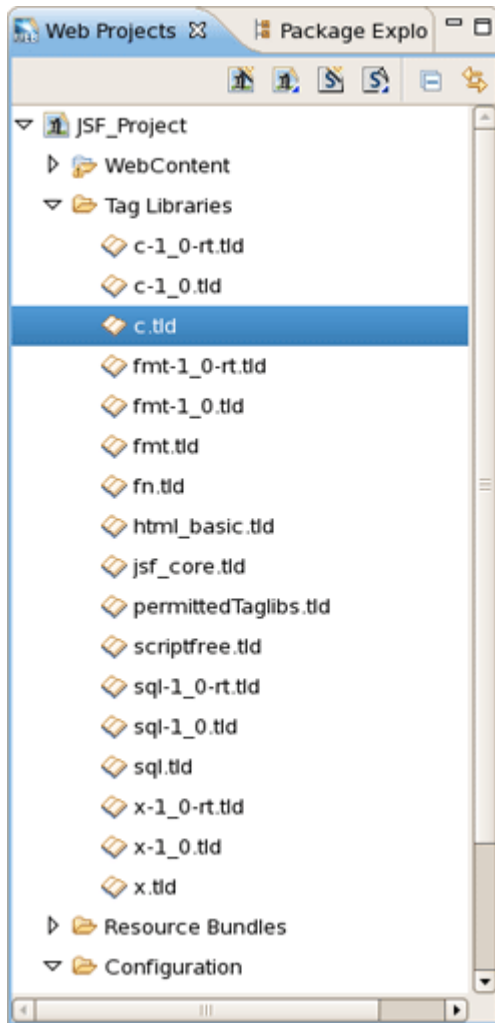 Web Projects Package Explo
JSF_Project
WebContent
Tag Libraries
c-1_0-rt.tld
c-1_0.tld
c.tld
fmt-1_0-rt.tld
fmt-1_0.tld
fmt.tld
fn.tld
html_basic.tld
jsf_core.tld
permittedTaglibs.tld
scriptfree.tld
sql-1_0-rt.tld
sql-1_0.tld
sql.tld
x-1_0-rt.tld
x-1_0.tld
x.tld
Resource Bundles
Configuration